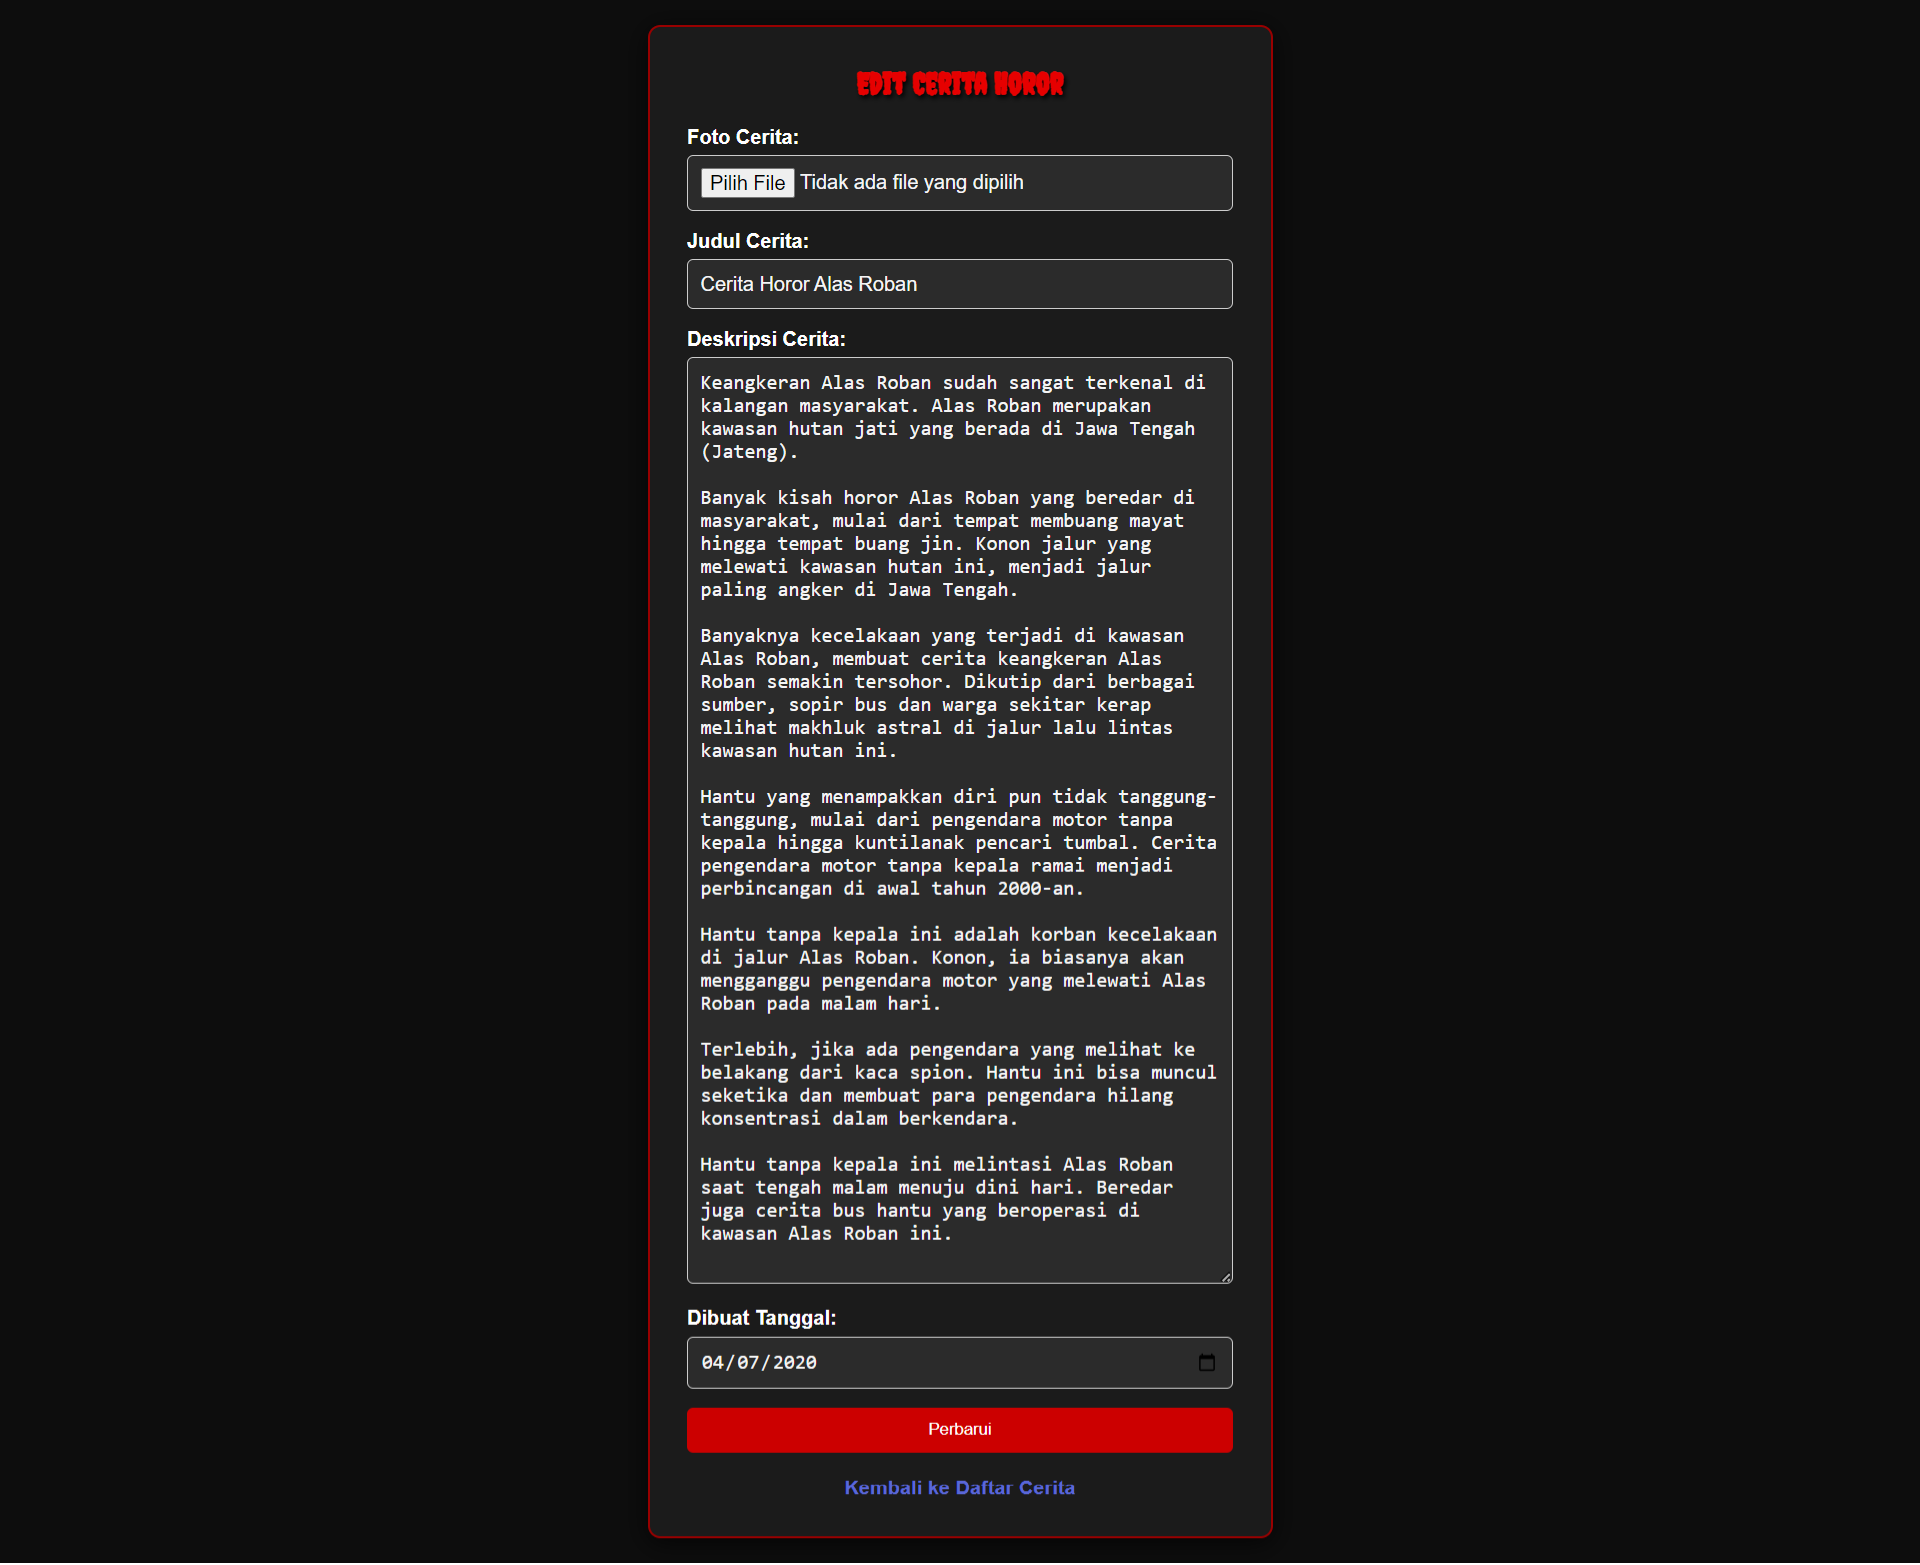 EDIT CERITA HOROR
Foto Cerita:
Pilih File Tidak ada file yang dipilih
Judul Cerita:
Cerita Horor Alas Roban
Deskripsi Cerita:
Keangkeran Alas Roban sudah sangat terkenal di
kalangan masyarakat. Alas Roban merupakan
kawasan hutan jati yang berada di Jawa Tengah
(Jateng).
Banyak kisah horor Alas Roban yang beredar di
masyarakat, mulai dari tempat membuang mayat
hingga tempat buang jin. Konon jalur yang
melewati kawasan hutan ini, menjadi jalur
paling angker di Jawa Tengah.
Banyaknya kecelakaan yang terjadi di kawasan
Alas Roban, membuat cerita keangkeran Alas
Roban semakin tersohor. Dikutip dari berbagai
sumber, sopir bus dan warga sekitar kerap
melihat makhluk astral di jalur lalu lintas
kawasan hutan ini.
Hantu yang menampakkan diri pun tidak tanggung-
tanggung, mulai dari pengendara motor tanpa
kepala hingga kuntilanak pencari tumbal. Cerita
pengendara motor tanpa kepala ramai menjadi
perbincangan di awal tahun 2000-an.
Hantu tanpa kepala ini adalah korban kecelakaan
di jalur Alas Roban. Konon, ia biasanya akan
mengganggu pengendara motor yang melewati Alas
Roban pada malam hari.
Terlebih, jika ada pengendara yang melihat ke
belakang dari kaca spion. Hantu ini bisa muncul
seketika dan membuat para pengendara hilang
konsentrasi dalam berkendara.
Hantu tanpa kepala ini melintasi Alas Roban
saat tengah malam menuju dini hari. Beredar
juga cerita bus hantu yang beroperasi di
kawasan Alas Roban ini.
Dibuat Tanggal:
04/07/2020
Perbarui
Kembali ke Daftar Cerita